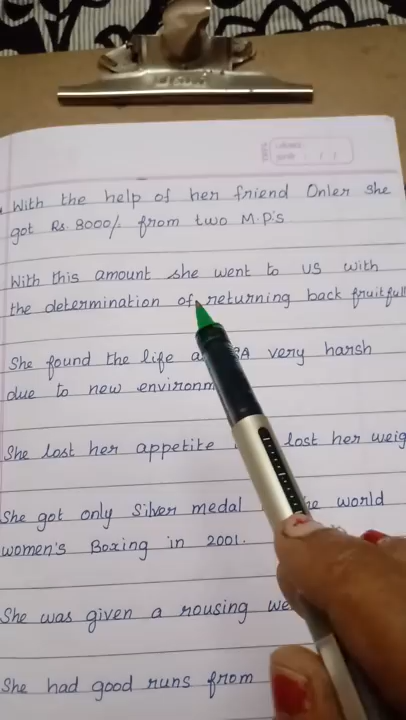 With the help of her friend Onler she
got Rs. 8000/. from two M.P's
With this amount she went to US with
the determination of returning back fruitfull
She found the life a very harsh
due to new environm
She lost her appetite lost her weig
She got only Silver medal world
women's Boxing in 2001.
She was given a rousing we
She had good runs from